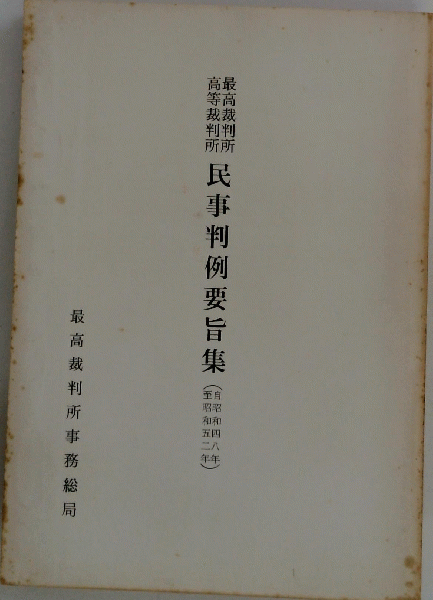 最高裁判所
高等裁判所
民事判例要旨集
(自昭和四八年
至昭和五二年)
最高裁判所事務総局